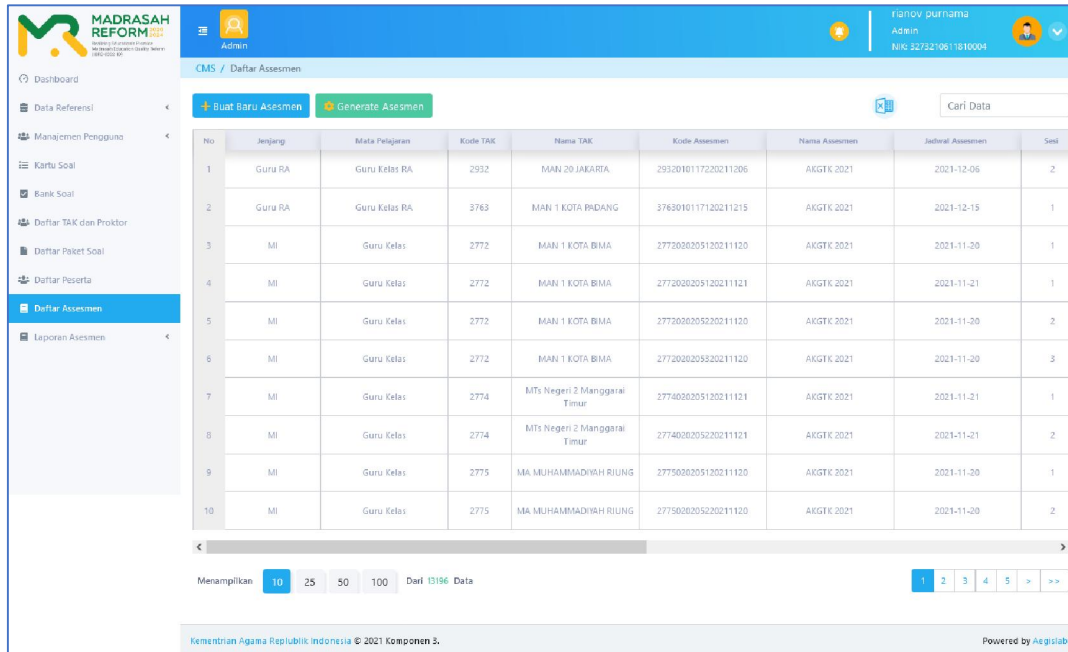 MADRASAH
REFORM
Admin
rianov purnama
Admin
NIK: 3273210611810004
CMS / Daftar Assesmen
Dashboard
Data Referensi
Manajemen Pengguna
Kartu Soal
Bank Soal
Daftar TAK dan Proktor
Daftar Paket Soal
Daftar Peserta
Daftar Assesmen
Laporan Asesmen
+ Buat Baru Asesmen Generate Asesmen Cari Data
No Jenjang Mata Pelajaran Kode TAK Nama TAK Kode Assesmen Nama Assesmen Jadwal Assesmen Sesi
1 Guru RA Guru Kelas RA 2932 MAN 20 JAKARTA 2932010117220211206 AKGTK 2021 2021-12-06 2
2 Guru RA Guru Kelas RA 3763 MAN 1 KOTA PADANG 3763010117120211215 AKGTK 2021 2021-12-15 1
3 MI Guru Kelas 2772 MAN 1 KOTA BIMA 2772020205120211120 AKGTK 2021 2021-11-20 1
4 MI Guru Kelas 2772 MAN 1 KOTA BIMA 2772020205120211121 AKGTK 2021 2021-11-21 1
5 MI Guru Kelas 2772 MAN 1 KOTA BIMA 2772020205220211120 AKGTK 2021 2021-11-20 2
6 MI Guru Kelas 2772 MAN 1 KOTA BIMA 2772020205320211120 AKGTK 2021 2021-11-20 3
7 MI Guru Kelas 2774 MTs Negeri 2 Manggarai Timur 2774020205120211121 AKGTK 2021 2021-11-21 1
8 MI Guru Kelas 2774 MTs Negeri 2 Manggarai Timur 2774020205220211121 AKGTK 2021 2021-11-21 2
9 MI Guru Kelas 2775 MA MUHAMMADIYAH RIUNG 2775020205120211120 AKGTK 2021 2021-11-20 1
10 MI Guru Kelas 2775 MA MUHAMMADIYAH RIUNG 2775020205220211120 AKGTK 2021 2021-11-20 2
Menampilkan 10 25 50 100 Dari 13196 Data 1 2 3 4 5 > >>
Kementrian Agama Replublik Indonesia © 2021 Komponen 3. Powered by Aegislab